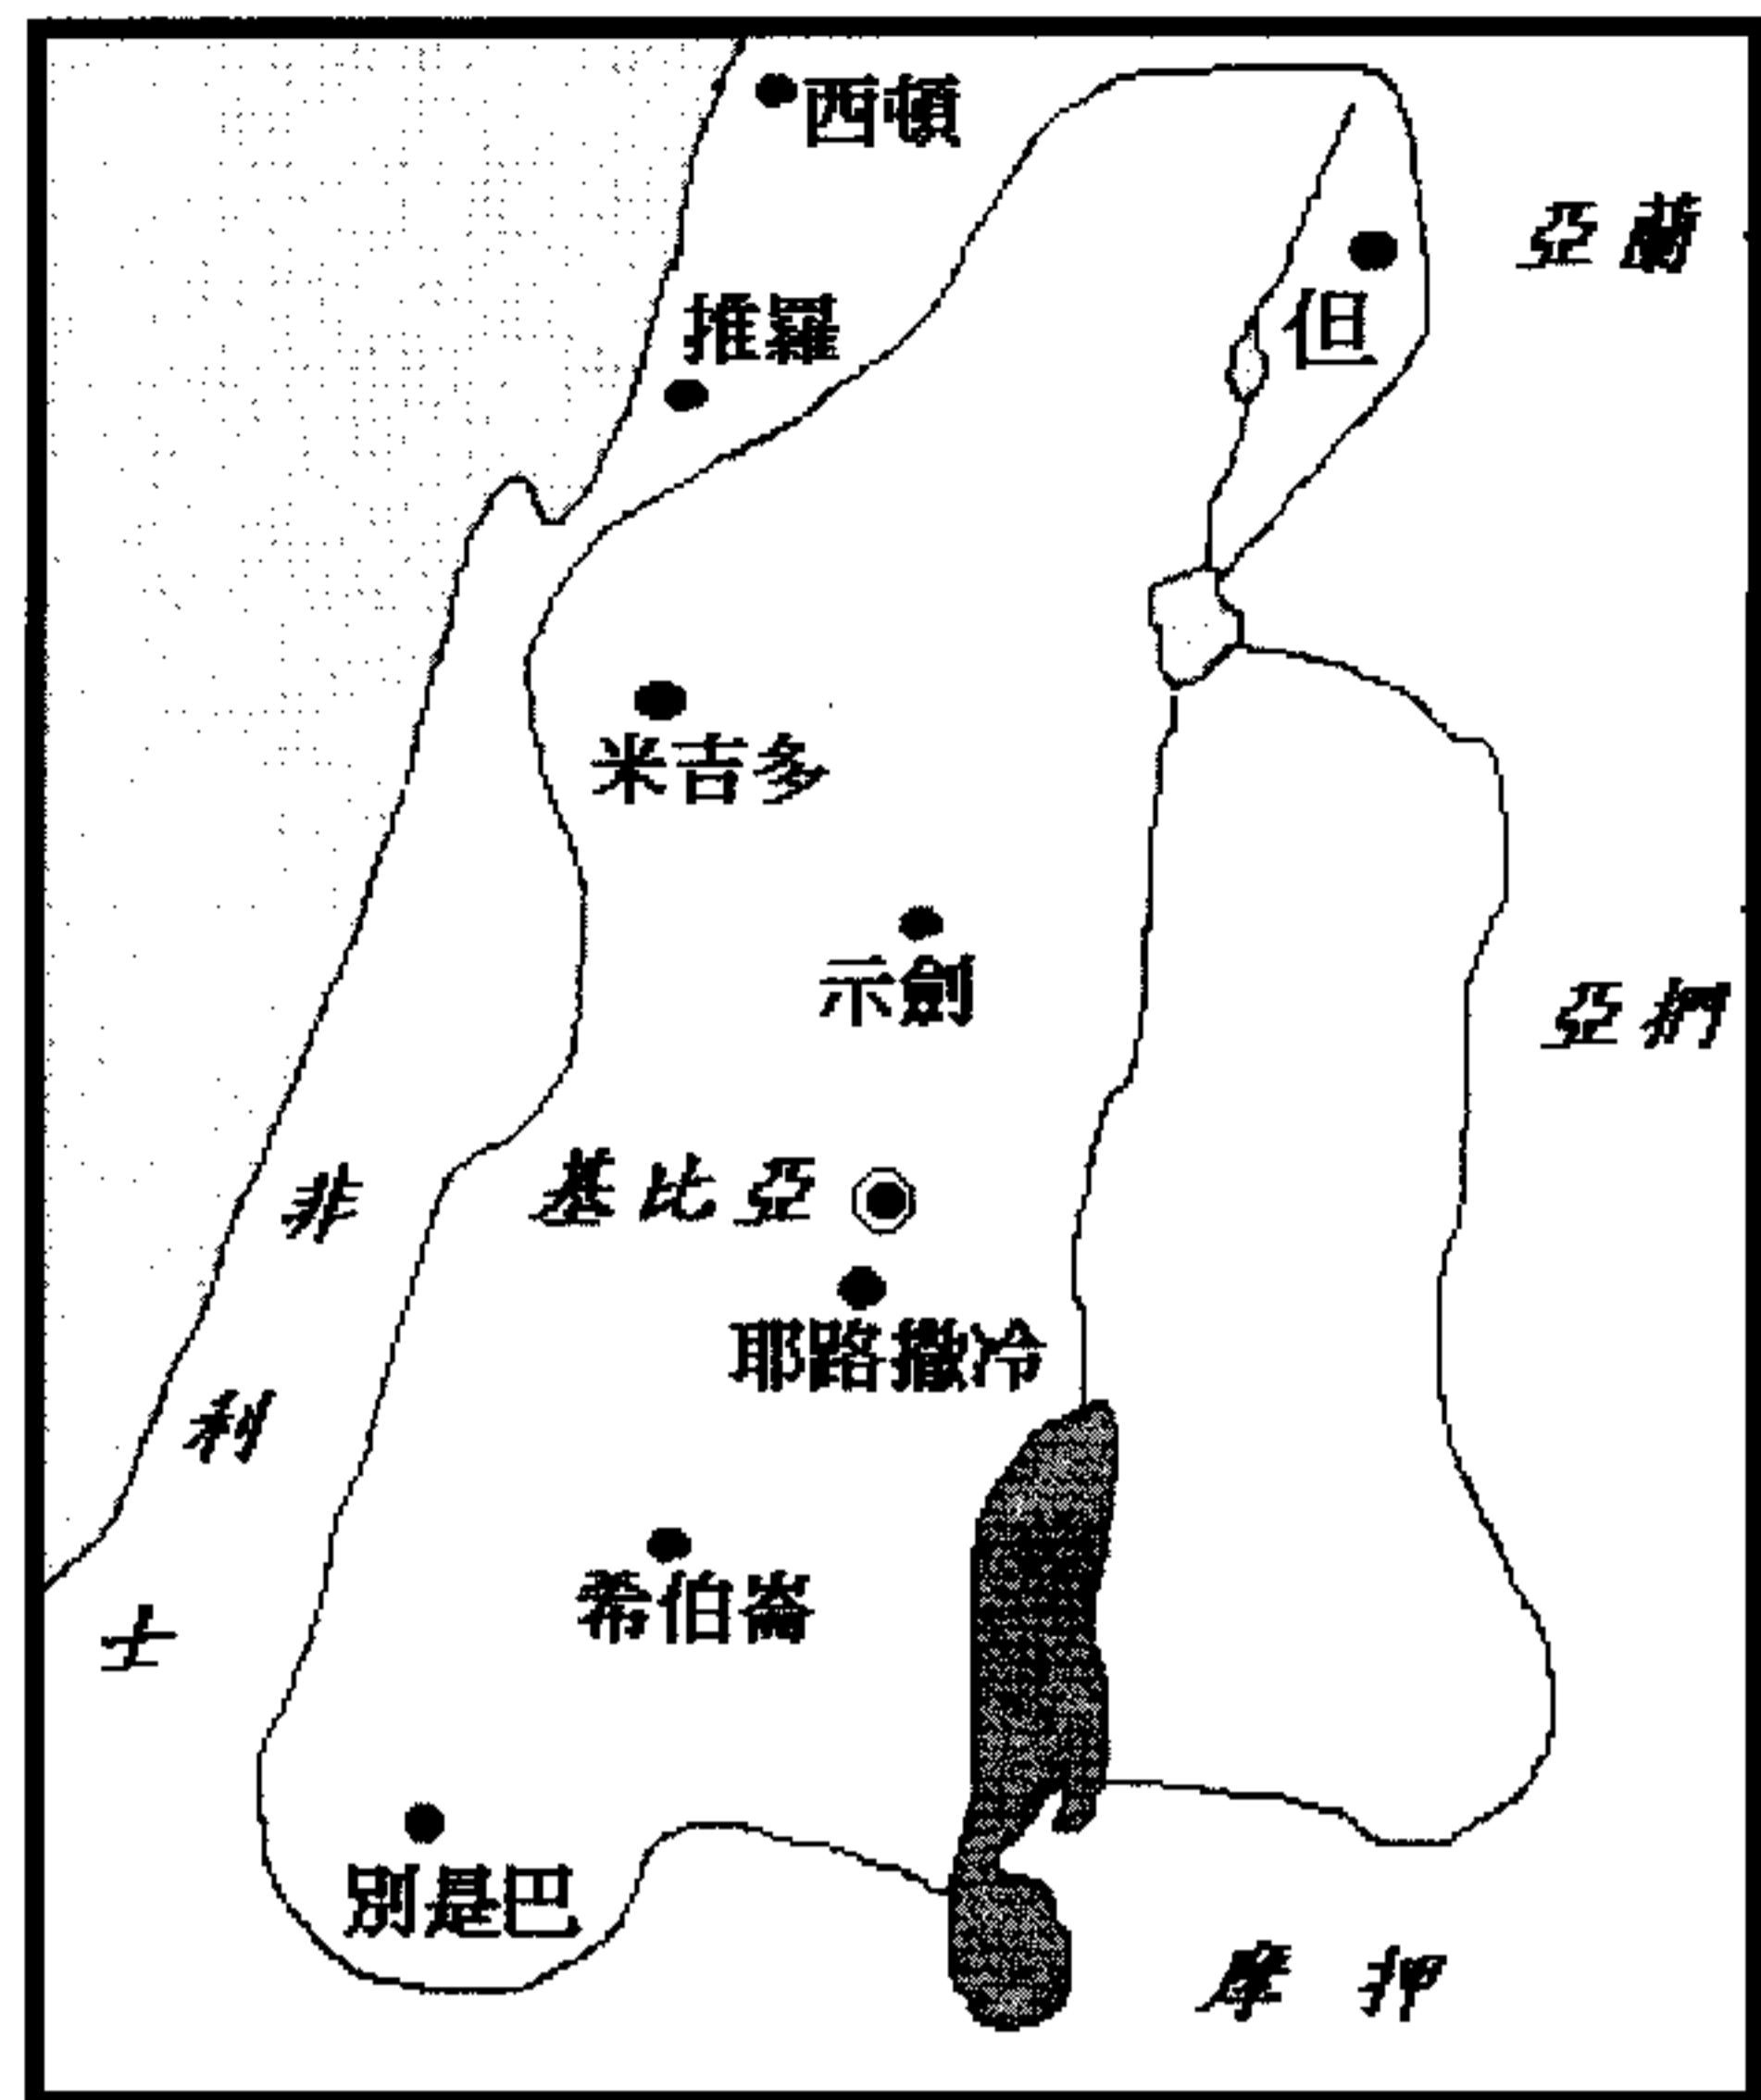 西頓
亞蘭
推羅
但
米吉多
示劍
亞捫
基比亞
非利士
耶路撒冷
希伯崙
別是巴
摩押